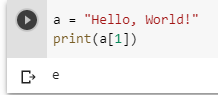 a = "Hello, World!"
print(a[1])
e